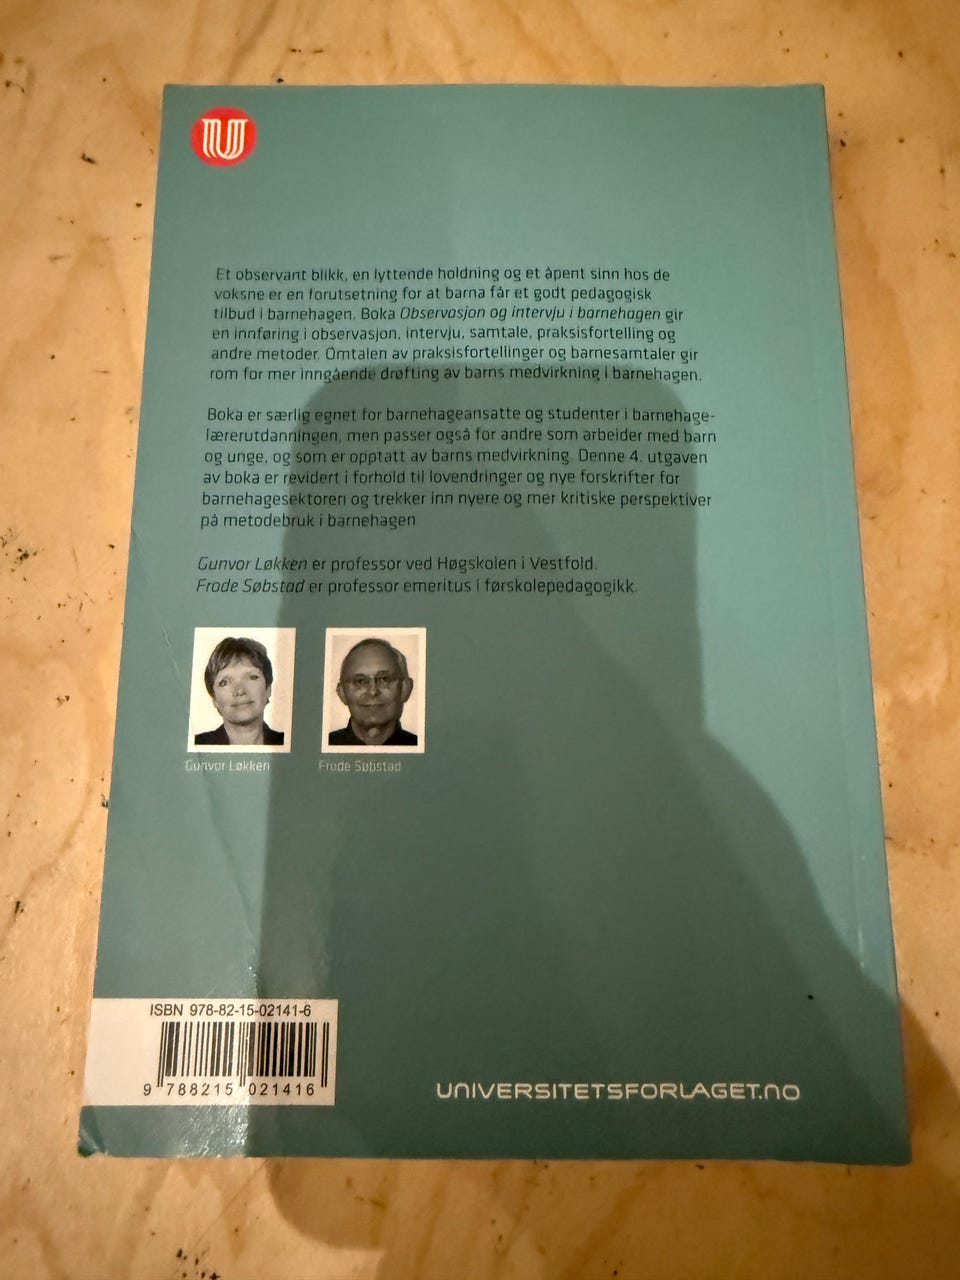 U
Et observant blikk, en lyttende holdning og et åpent sinn hos de
voksne er en forutsetning for at barna får et godt pedagogisk
tilbud i barnehagen. Boka Observasjon og intervju i barnehagen gir
en innføring i observasjon, intervju, samtale, praksisfortelling og
andre metoder. Omtalen av praksisfortellinger og barnesamtaler gir
rom for mer inngående drøfting av barns medvirkning i barnehagen.
Boka er særlig egnet for barnehageansatte og studenter i barnehage-
lærerutdanningen, men passer også for andre som arbeider med barn
og unge, og som er opptatt av barns medvirkning. Denne 4. utgaven
av boka er revidert i forhold til lovendringer og nye forskrifter for
barnehagesektoren og trekker inn nyere og mer kritiske perspektiver
på metodebruk i barnehagen.
Gunvor Løkken er professor ved Høgskolen i Vestfold.
Frode Søbstad er professor emeritus i førskolepedagogikk.
Gunvor Løkken Frode Søbstad
ISBN 978-82-15-02141-6
9 788215 021416
UNIVERSITETSFORLAGET.NO